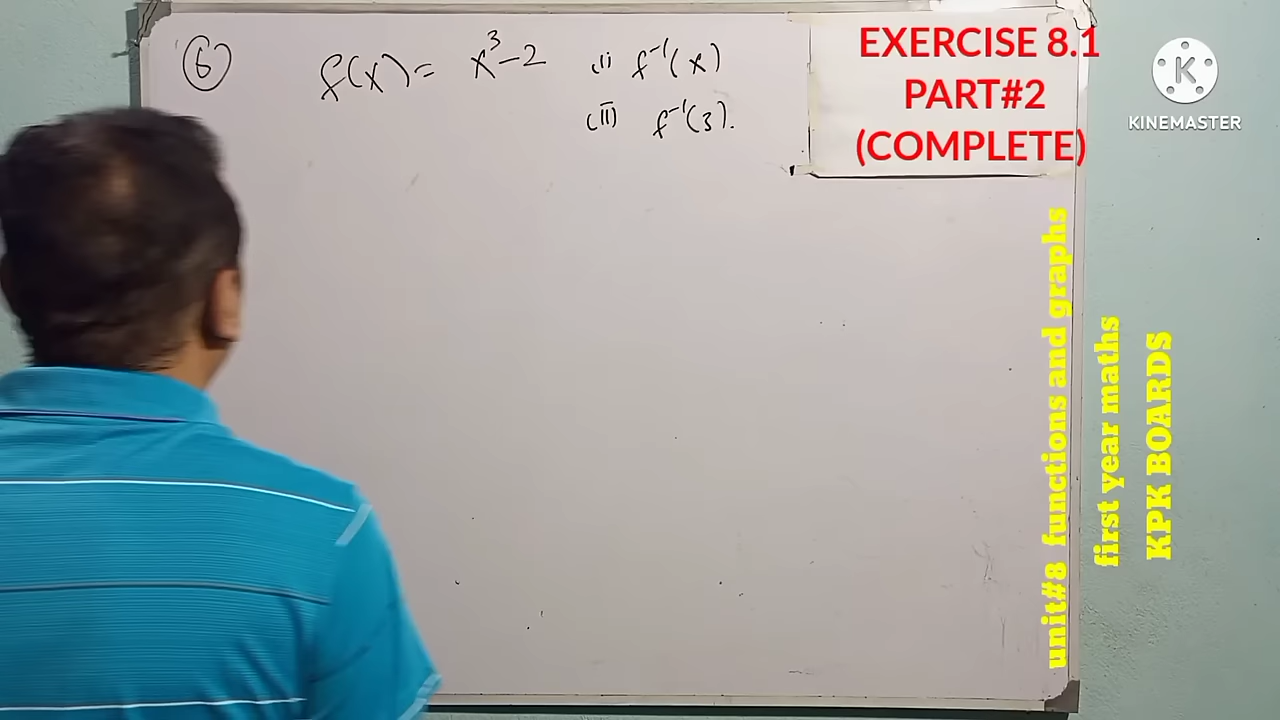 ⑥ f(x) = x³-2 (i) f⁻¹(x)
(ii) f⁻¹(3).
EXERCISE 8.1
PART#2
(COMPLETE)
K
KINEMASTER
unit#8 functions and graphs
first year maths
KPK BOARDS